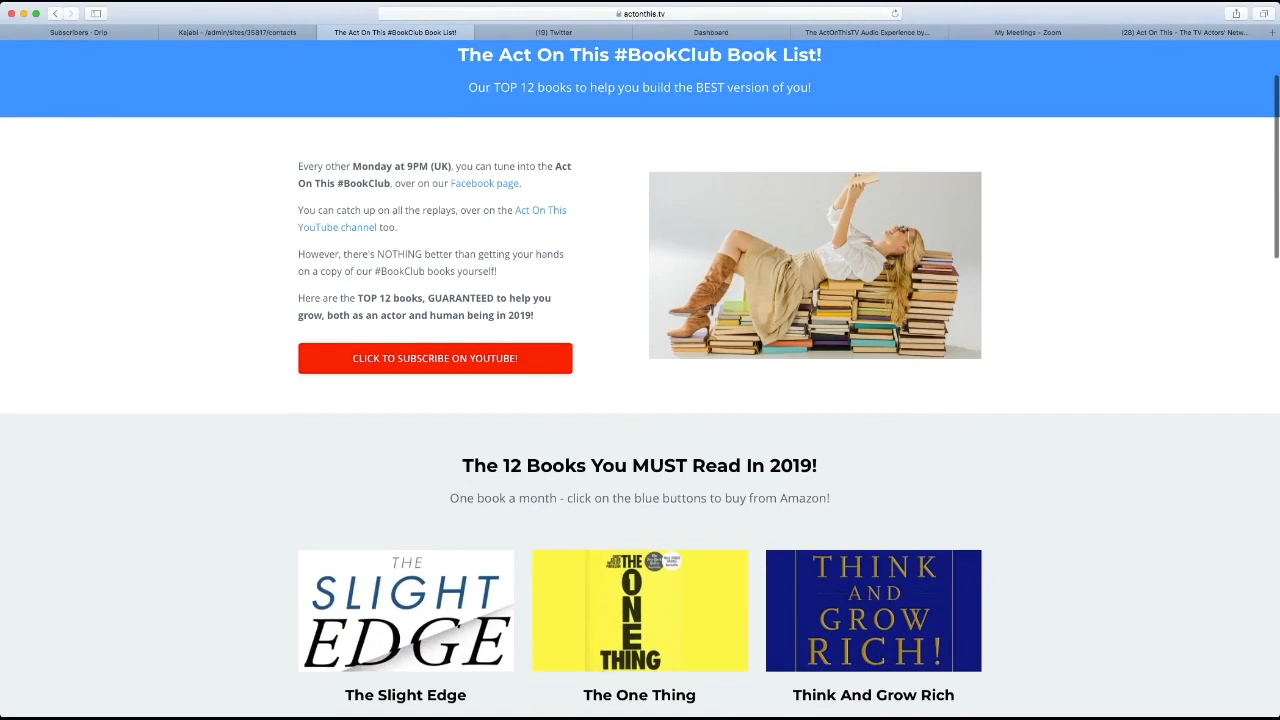 actonthis.tv
Subscribers - Drip
Kajabi - /admin/sites/35817/contacts
The Act On This #BookClub Book List!
(19) Twitter
Dashboard
The ActOnThisTV Audio Experience by...
My Meetings - Zoom
(28) Act On This - The TV Actors' Netw...
The Act On This #BookClub Book List!
Our TOP 12 books to help you build the BEST version of you!
Every other Monday at 9PM (UK), you can tune into the Act
On This #BookClub, over on our Facebook page.
You can catch up on all the replays, over on the Act On This
YouTube channel too.
However, there's NOTHING better than getting your hands
on a copy of our #BookClub books yourself!
Here are the TOP 12 books, GUARANTEED to help you
grow, both as an actor and human being in 2019!
CLICK TO SUBSCRIBE ON YOUTUBE!
The 12 Books You MUST Read In 2019!
One book a month - click on the blue buttons to buy from Amazon!
THE
SLIGHT
EDGE
THE
ONE
THING
THINK
AND
GROW
RICH!
The Slight Edge
The One Thing
Think And Grow Rich